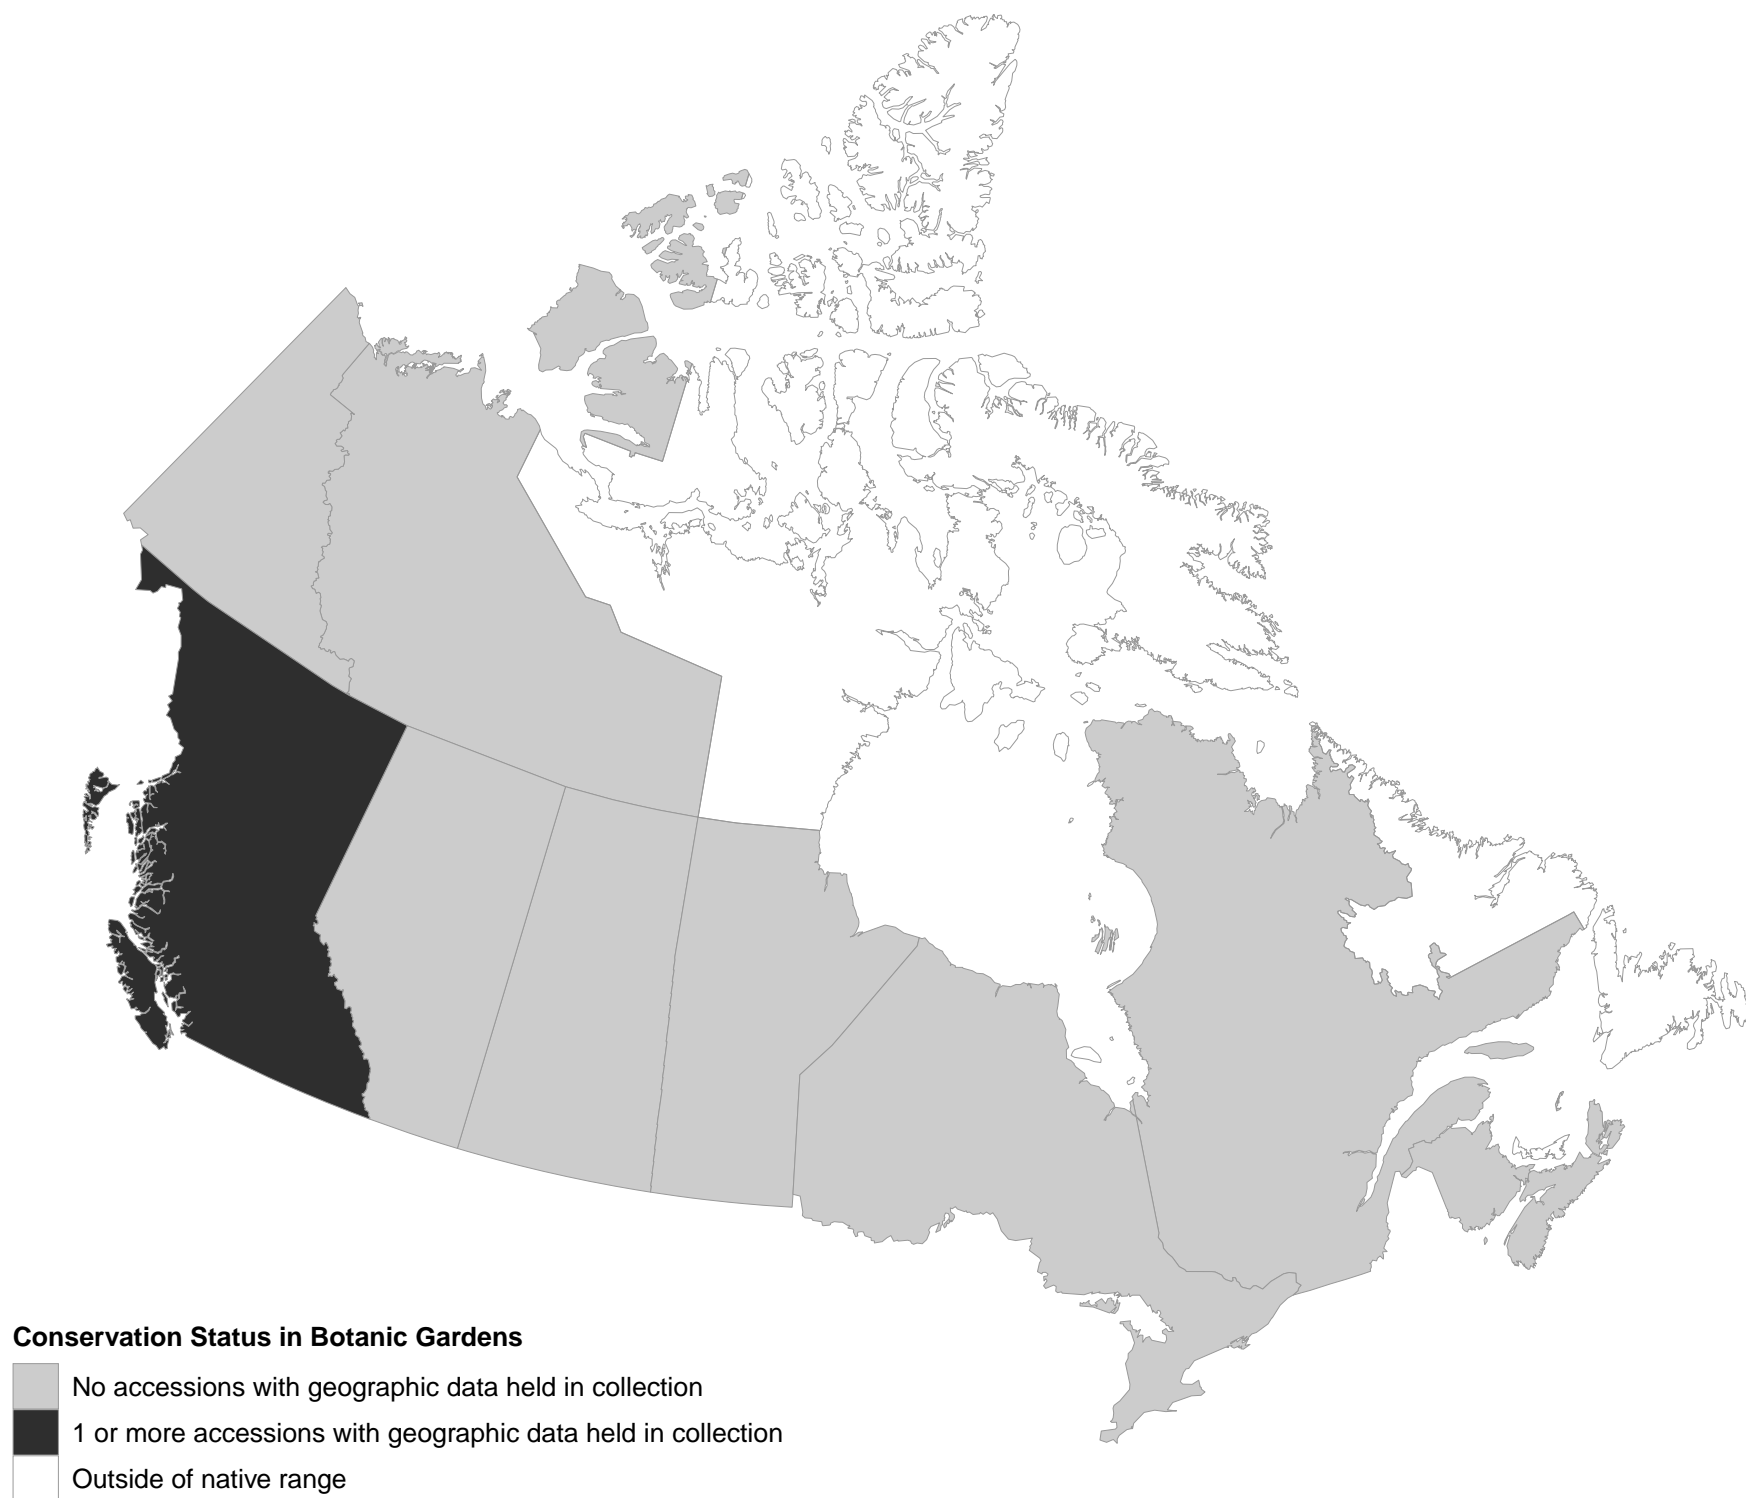 Conservation Status in Botanic Gardens
No accessions with geographic data held in collection
1 or more accessions with geographic data held in collection
Outside of native range